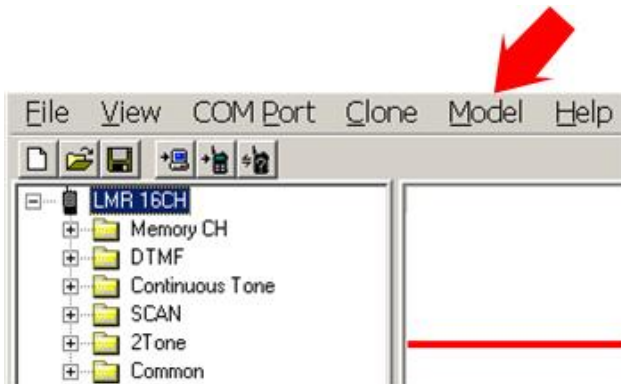 File View COM Port Clone Model Help
LMR 16CH
Memory CH
DTMF
Continuous Tone
SCAN
2Tone
Common